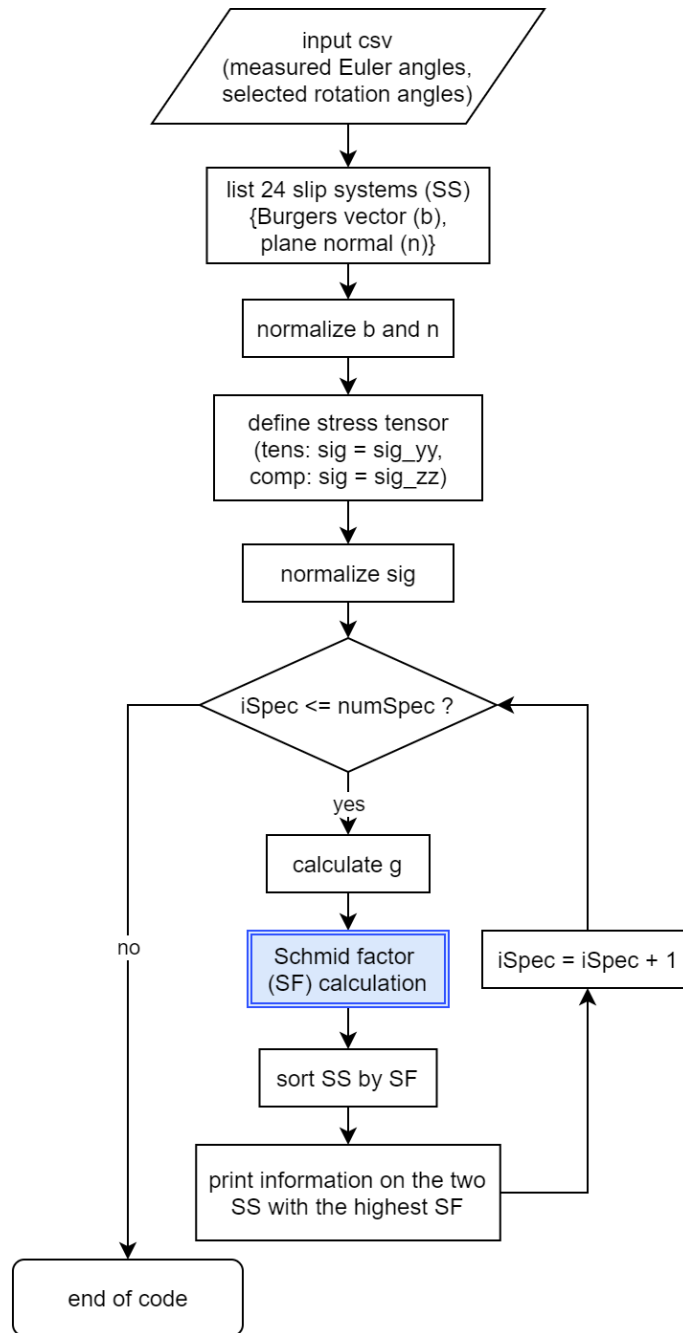 input csv
(measured Euler angles,
selected rotation angles)
list 24 slip systems (SS)
{Burgers vector (b),
plane normal (n)}
normalize b and n
define stress tensor
(tens: sig = sig_yy,
comp: sig = sig_zz)
normalize sig
iSpec <= numSpec ?
yes
calculate g
no
Schmid factor
(SF) calculation
iSpec = iSpec + 1
sort SS by SF
print information on the two
SS with the highest SF
end of code